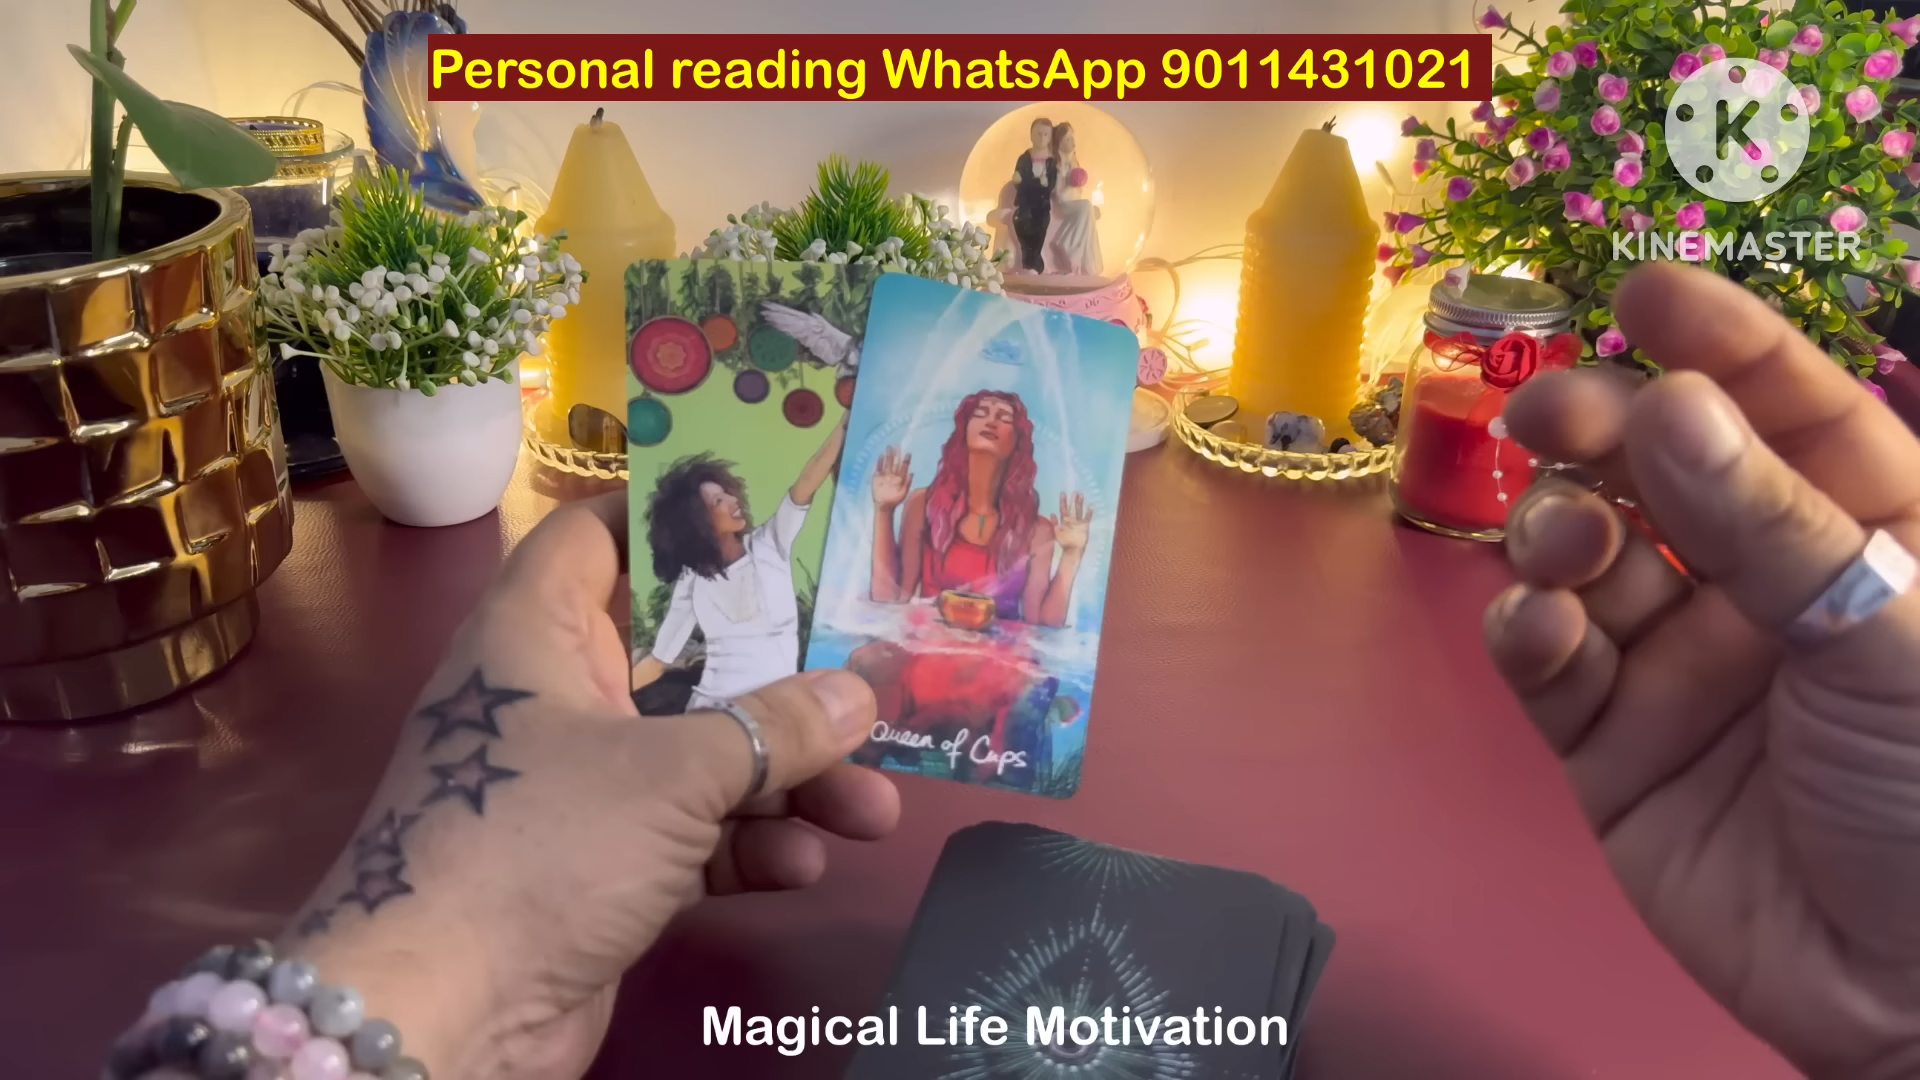 Personal reading WhatsApp 9011431021
K
KINEMASTER
Queen of Cups
Magical Life Motivation